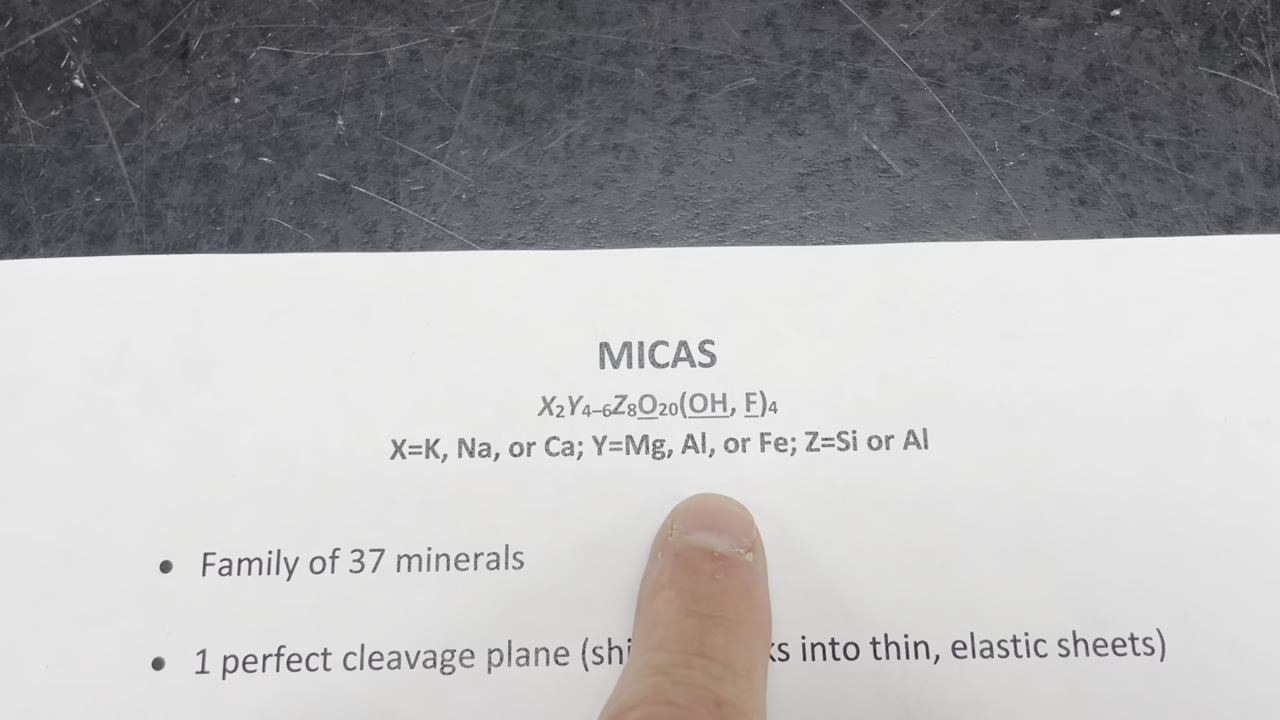 MICAS
X₂Y₄₋₆Z₈O₂₀(OH, F)₄
X=K, Na, or Ca; Y=Mg, Al, or Fe; Z=Si or Al
• Family of 37 minerals
• 1 perfect cleavage plane (into thin, elastic sheets)